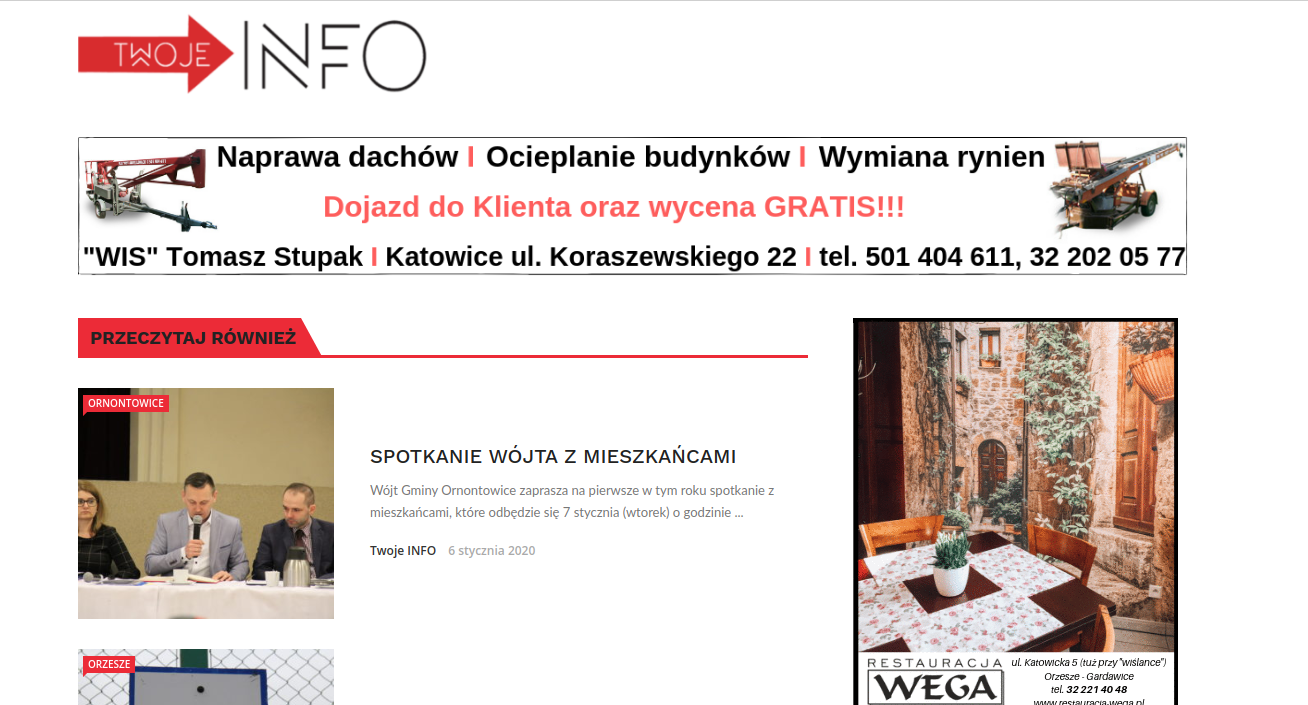 TWOJE INFO
Naprawa dachów I Ocieplanie budynków I Wymiana rynien
Dojazd do Klienta oraz wycena GRATIS!!!
"WIS" Tomasz Stupak I Katowice ul. Koraszewskiego 22 I tel. 501 404 611, 32 202 05 77
PRZECZYTAJ RÓWNIEŻ
ORNONTOWICE
SPOTKANIE WÓJTA Z MIESZKAŃCAMI
Wójt Gminy Ornontowice zaprasza na pierwsze w tym roku spotkanie z
mieszkańcami, które odbędzie się 7 stycznia (wtorek) o godzinie ...
Twoje INFO 6 stycznia 2020
ORZESZE
RESTAURACJA
WEGA
ul. Katowicka 5 (tuż przy "wiślance")
Orzesze - Gardawice
tel. 32 221 40 48
www.restauracja-wega.pl